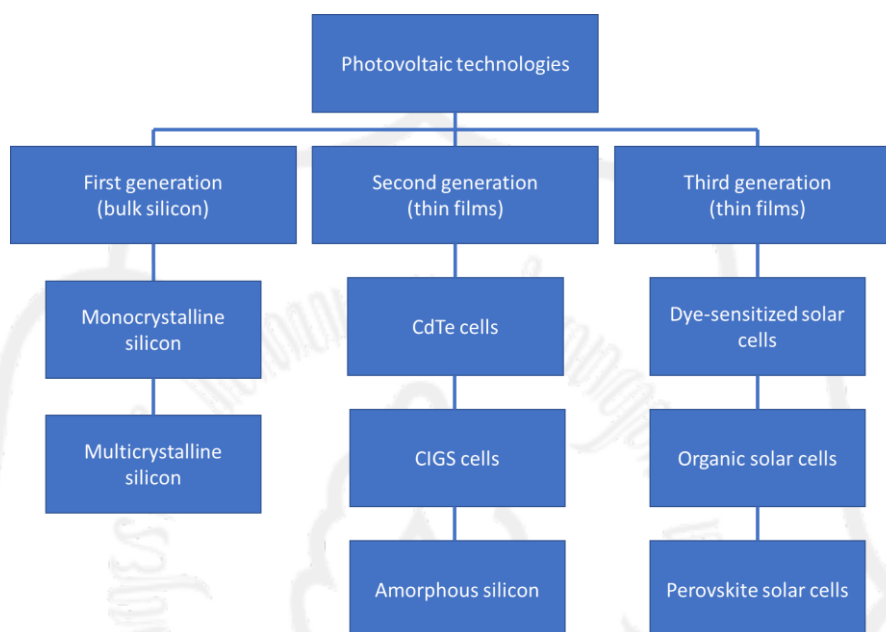 Photovoltaic technologies
First generation
(bulk silicon)
Second generation
(thin films)
Third generation
(thin films)
Monocrystalline
silicon
CdTe cells
Dye-sensitized solar
cells
Multicrystalline
silicon
CIGS cells
Organic solar cells
Amorphous silicon
Perovskite solar cells